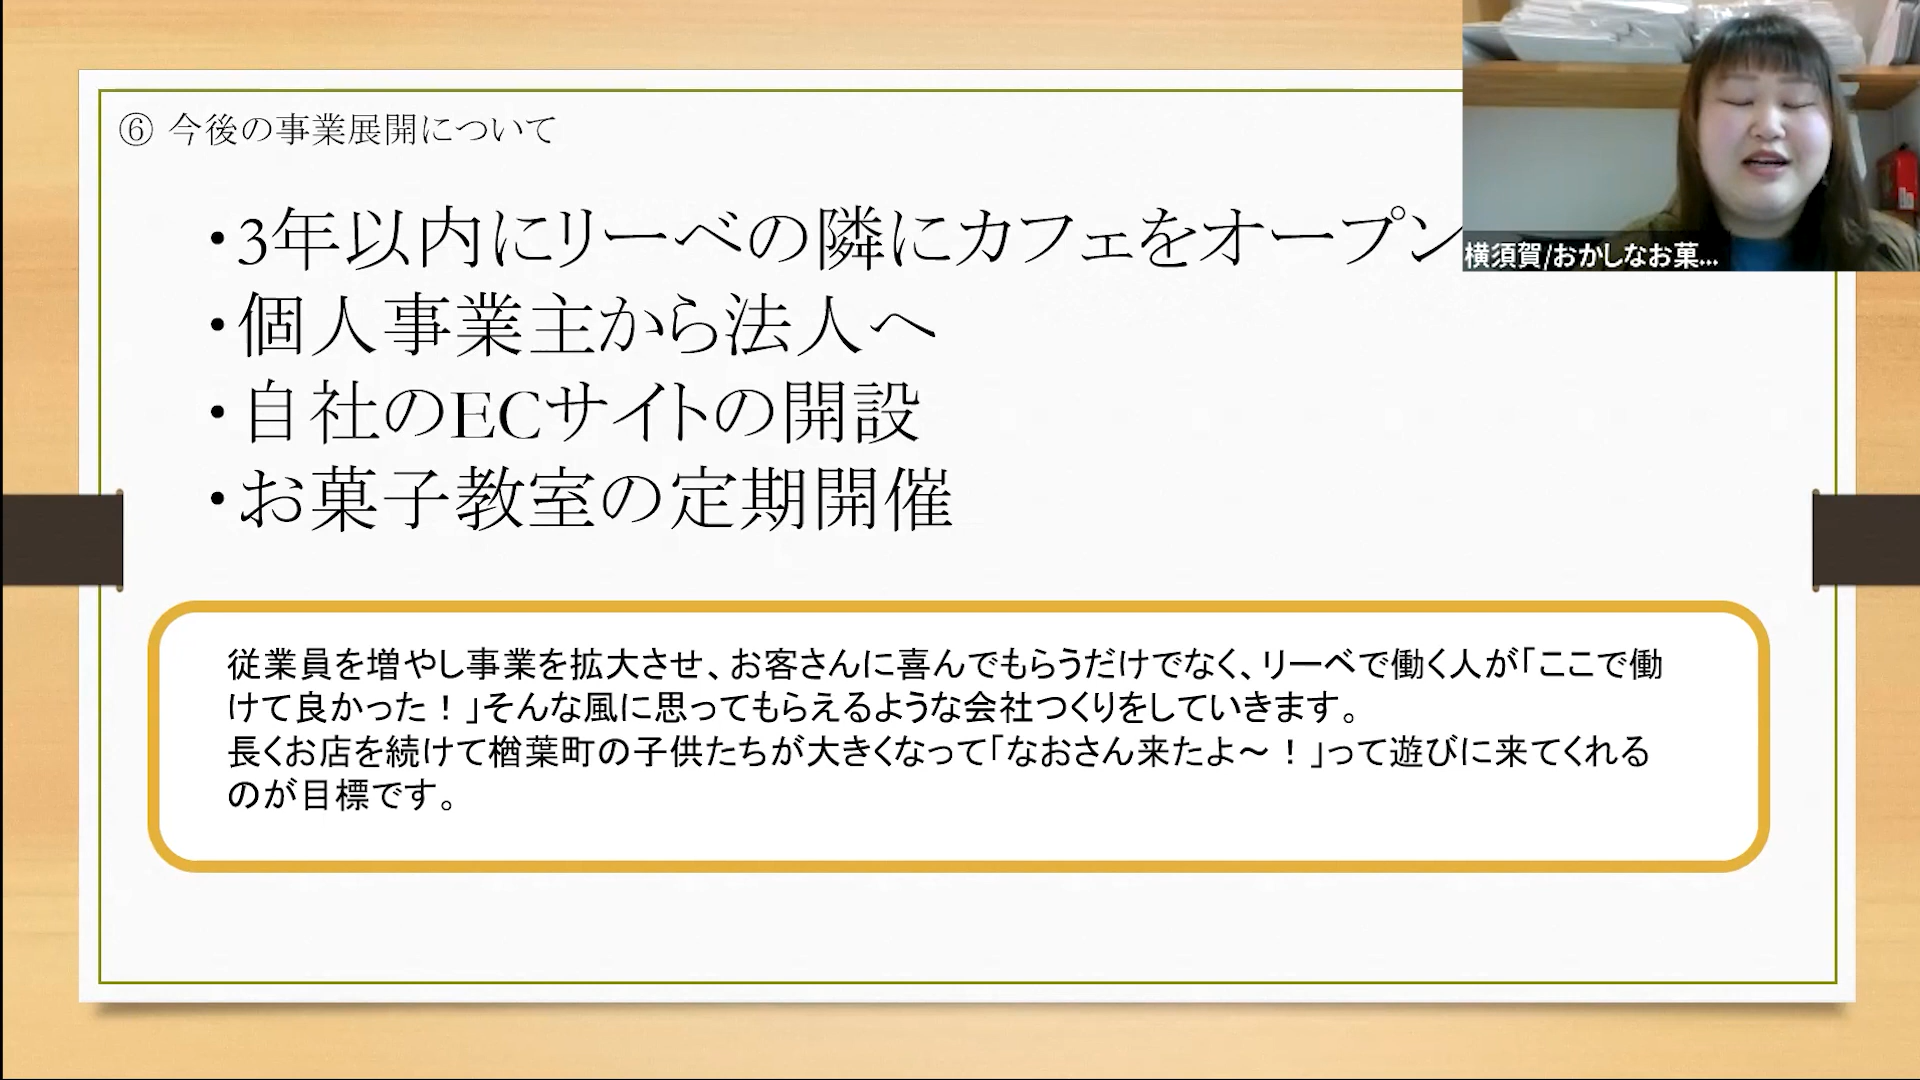 ⑥ 今後の事業展開について
・3年以内にリーベの隣にカフェをオープン
・個人事業主から法人へ
・自社のECサイトの開設
・お菓子教室の定期開催
横須賀/おかしなお菓...
従業員を増やし事業を拡大させ、お客さんに喜んでもらうだけでなく、リーベで働く人が「ここで働
けて良かった！」そんな風に思ってもらえるような会社つくりをしていきます。
長くお店を続けて楢葉町の子供たちが大きくなって「なおさん来たよ～！」って遊びに来てくれる
のが目標です。